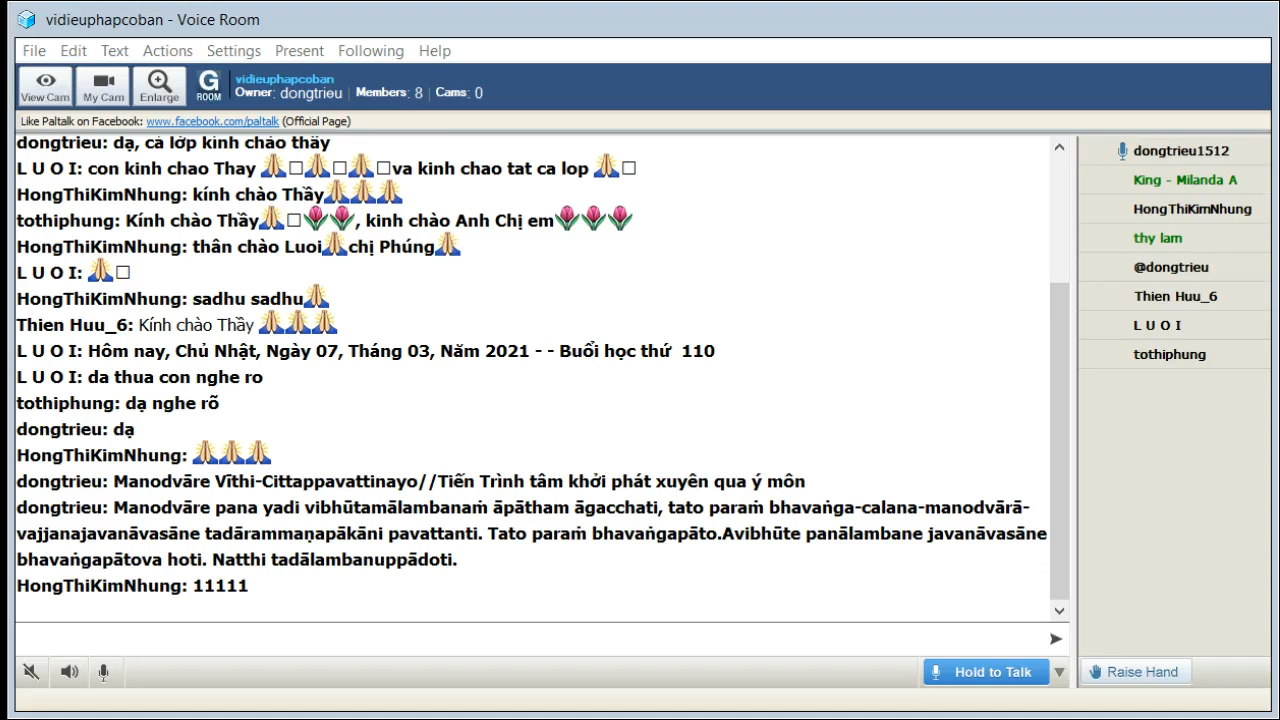 vidieuphapcoban - Voice Room
File Edit Text Actions Settings Present Following Help
View Cam
My Cam
Enlarge
G ROOM
vidieuphapcoban
Owner: dongtrieu | Members: 8 | Cams: 0
Like Paltalk on Facebook: www.facebook.com/paltalk (Official Page)
dongtrieu: dạ, cả lớp kính chào thầy
L U O I: con kinh chao Thay 🙏□🙏□🙏□va kinh chao tat ca lop 🙏□
HongThiKimNhung: kính chào Thầy🙏🙏🙏
tothiphung: Kính chào Thầy🙏□🌷🌷, kinh chào Anh Chị em🌷🌷🌷
HongThiKimNhung: thân chào Luoi🙏chị Phúng🙏
L U O I: 🙏□
HongThiKimNhung: sadhu sadhu🙏
Thien Huu_6: Kính chào Thầy 🙏🙏🙏
L U O I: Hôm nay, Chủ Nhật, Ngày 07, Tháng 03, Năm 2021 - - Buổi học thứ 110
L U O I: da thua con nghe ro
tothiphung: dạ nghe rõ
dongtrieu: dạ
HongThiKimNhung: 🙏🙏🙏
dongtrieu: Manodvāre Vīthi-Cittappavattinayo//Tiến Trình tâm khởi phát xuyên qua ý môn
dongtrieu: Manodvāre pana yadi vibhūtamālambanaṁ āpātham āgacchati, tato paraṁ bhavaṅga-calana-manodvārā-
vajjanajavanāvasāne tadārammaṇapākāni pavattanti. Tato paraṁ bhavaṅgapāto.Avibhūte panālambane javanāvasāne
bhavaṅgapātova hoti. Natthi tadālambanuppādoti.
HongThiKimNhung: 11111
Hold to Talk
dongtrieu1512
King - Milanda A
HongThiKimNhung
thy lam
@dongtrieu
Thien Huu_6
L U O I
tothiphung
Raise Hand